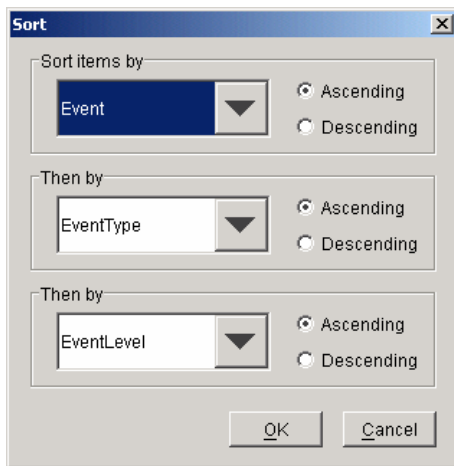 Sort
Sort items by
Event
Ascending
Descending
Then by
EventType
Ascending
Descending
Then by
EventLevel
Ascending
Descending
OK
Cancel